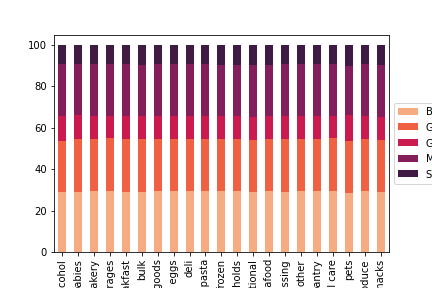 100
80
60
40
20
0
B
G
G
M
S
cohol
abies
akery
rages
kfast
bulk
goods
eggs
deli
pasta
rozen
holds
tional
afood
ssing
other
antry
l care
pets
oduce
nacks